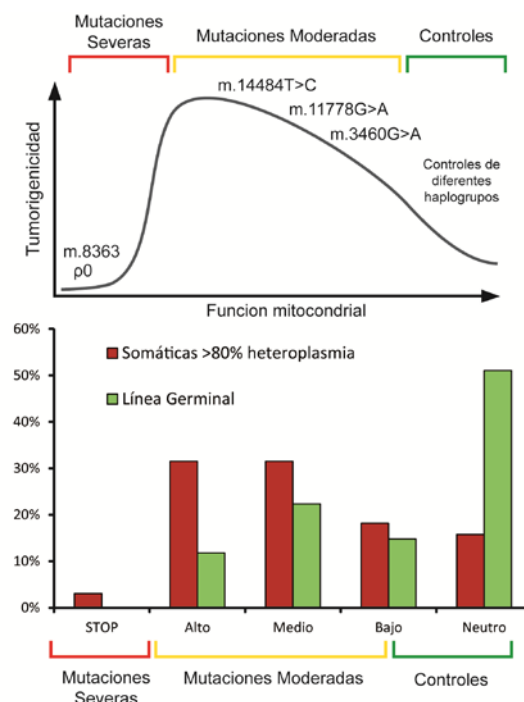 Mutaciones
Severas
Mutaciones Moderadas
Controles
Tumorigenicidad
m.14484T>C
m.11778G>A
m.3460G>A
Controles de
diferentes
haplogrupos
m.8363
ρ0
Funcion mitocondrial
60%
50%
40%
30%
20%
10%
0%
Somáticas >80% heteroplasmia
Línea Germinal
STOP
Alto
Medio
Bajo
Neutro
Mutaciones
Severas
Mutaciones Moderadas
Controles